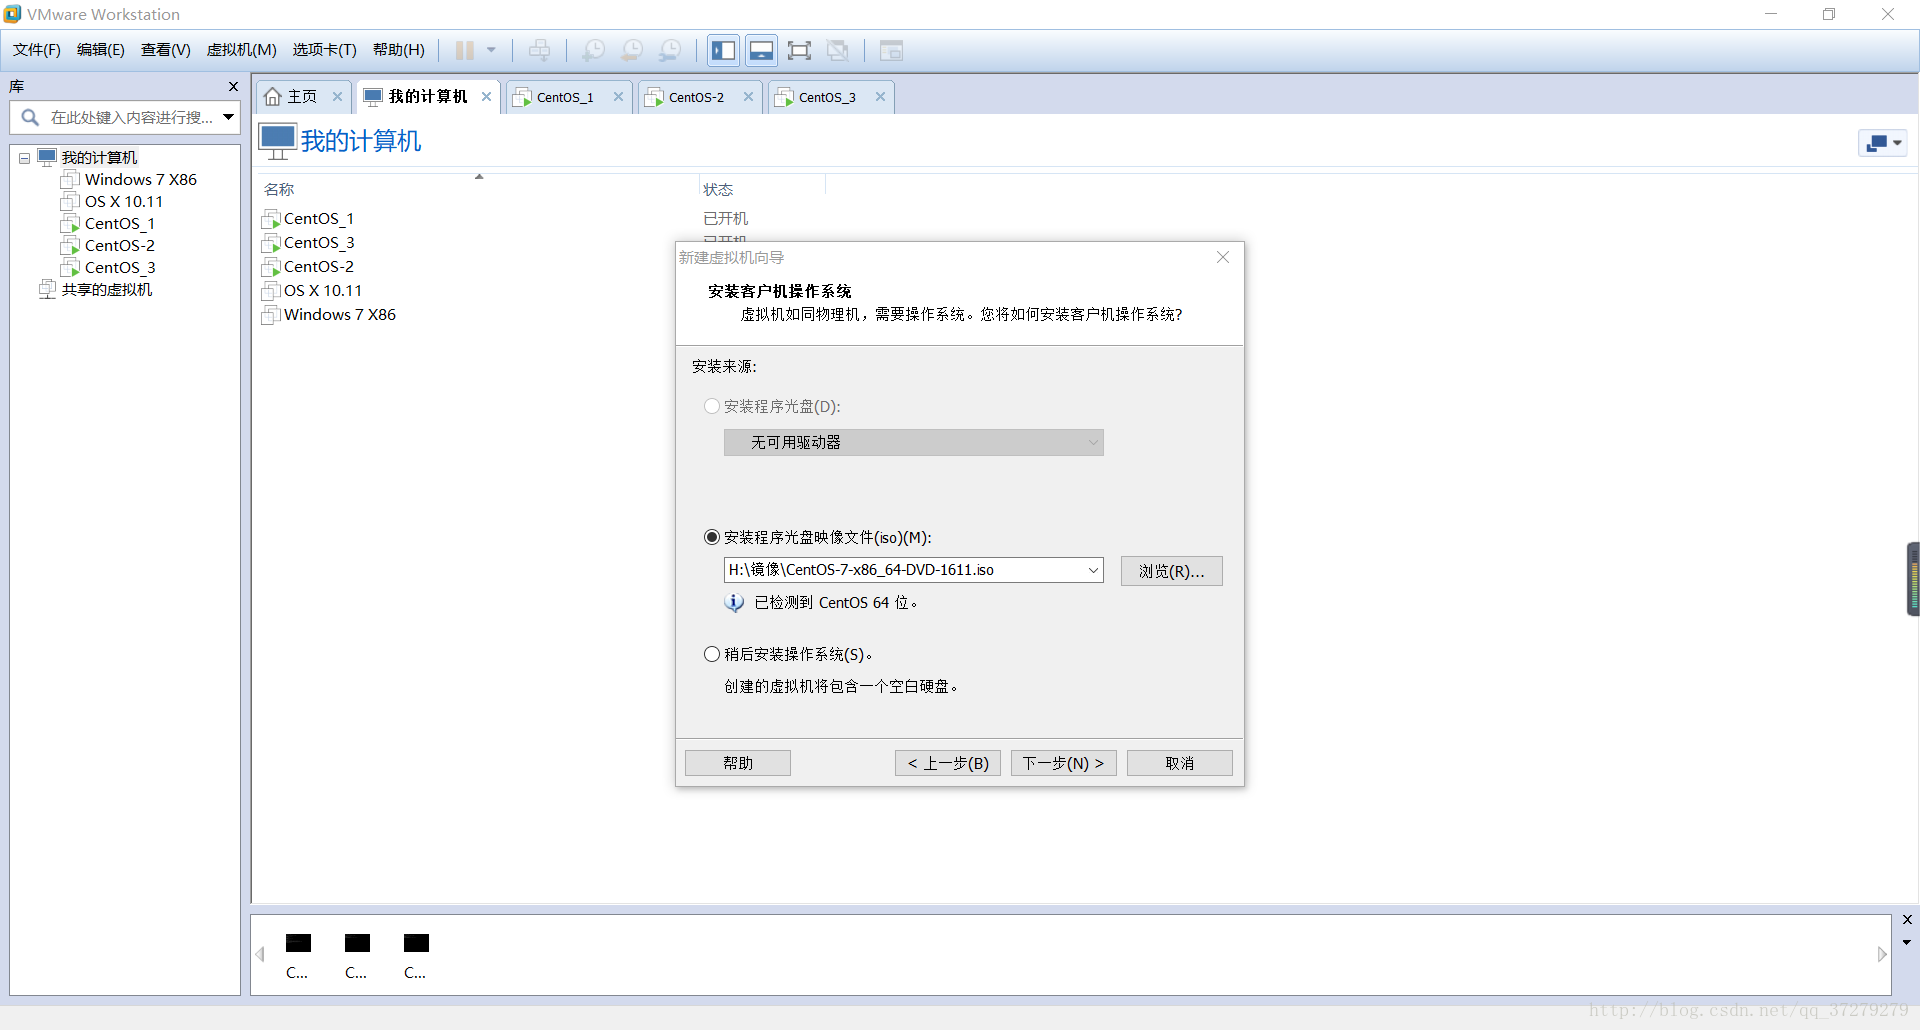 VMware Workstation
文件(F) 编辑(E) 查看(V) 虚拟机(M) 选项卡(T) 帮助(H)
库
在此处键入内容进行搜...
我的计算机
Windows 7 X86
OS X 10.11
CentOS_1
CentOS-2
CentOS_3
共享的虚拟机
主页 我的计算机 CentOS_1 CentOS-2 CentOS_3
我的计算机
名称 状态
CentOS_1 已开机
CentOS_3 已开机
CentOS-2
OS X 10.11
Windows 7 X86
新建虚拟机向导
安装客户机操作系统
虚拟机如同物理机，需要操作系统。您将如何安装客户机操作系统?
安装来源:
安装程序光盘(D):
无可用驱动器
安装程序光盘映像文件(iso)(M):
H:\镜像\CentOS-7-x86_64-DVD-1611.iso 浏览(R)...
已检测到 CentOS 64 位。
稍后安装操作系统(S)。
创建的虚拟机将包含一个空白硬盘。
帮助 < 上一步(B) 下一步(N) > 取消
C... C... C...
http://blog.csdn.net/qq_37279279